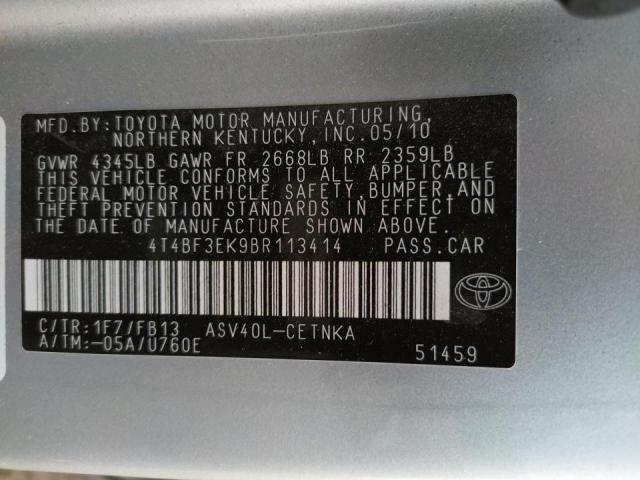 MFD.BY:TOYOTA MOTOR MANUFACTURING,
NORTHERN KENTUCKY,INC.05/10
GVWR 4345LB GAWR FR 2668LB RR 2359LB
THIS VEHICLE CONFORMS TO ALL APPLICABLE
FEDERAL MOTOR VEHICLE SAFETY,BUMPER,AND
THEFT PREVENTION STANDARDS IN EFFECT ON
THE DATE OF MANUFACTURE SHOWN ABOVE.
4T4BF3EK9BR113414 PASS.CAR
C/TR:1F7/FB13 ASV40L-CETNKA
A/TM:-05A/U760E 51459